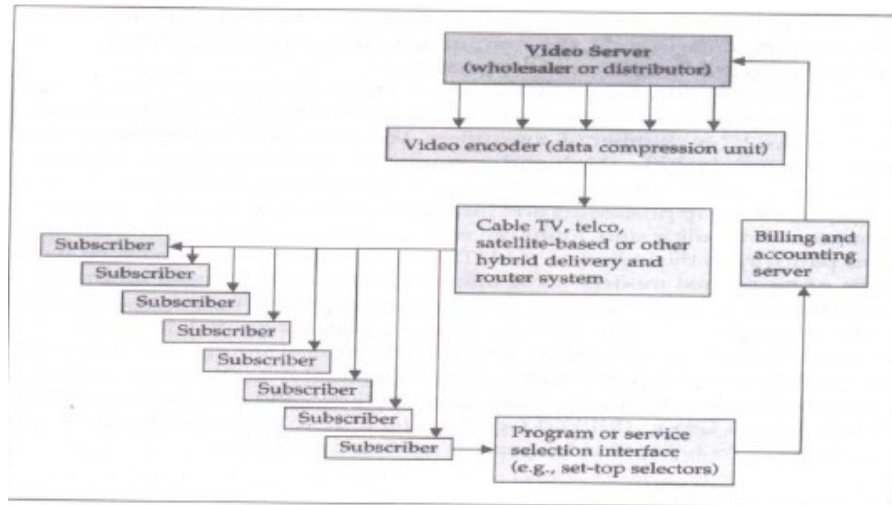 Video Server
(wholesaler or distributor)
Video encoder (data compression unit)
Cable TV, telco,
satellite-based or other
hybrid delivery and
router system
Billing and
accounting
server
Subscriber
Subscriber
Subscriber
Subscriber
Subscriber
Subscriber
Subscriber
Subscriber
Program or service
selection interface
(e.g., set-top selectors)